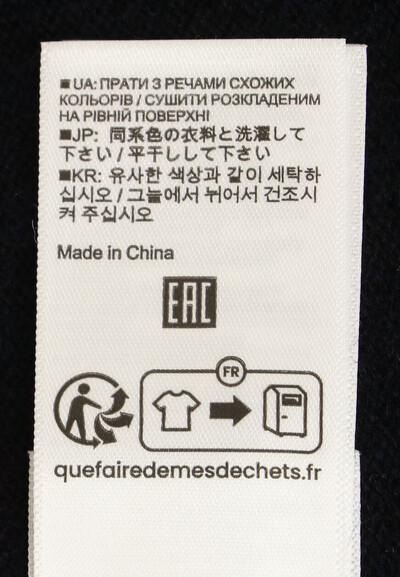 ■UA: ПРАТИ З РЕЧАМИ СХОЖИХ
КОЛЬОРІВ / СУШИТИ РОЗКЛАДЕНИМ
НА РІВНІЙ ПОВЕРХНІ
■JP: 同系色の衣料と洗濯して
下さい / 平干しして下さい
■KR: 유사한 색상과 같이 세탁하
십시오 / 그늘에서 뉘어서 건조시
켜 주십시오
Made in China
EAC
FR
quefairedemesdechets.fr